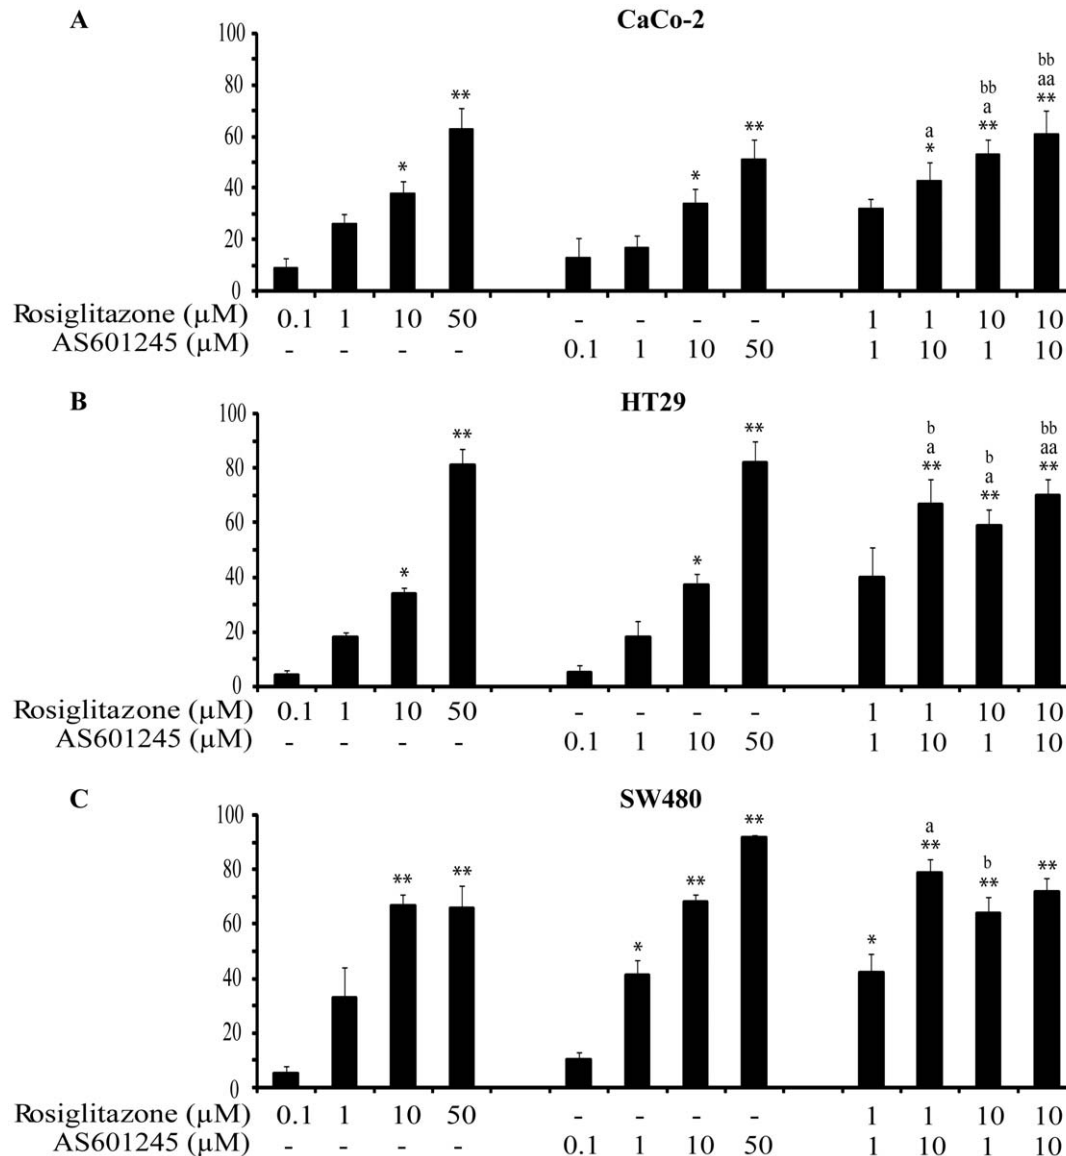 A CaCo-2
100
80
60
40
20
0
* ** * ** a * bb a ** bb aa **
Rosiglitazone (µM) 0.1 1 10 50 - - - - 1 1 10 10
AS601245 (µM) - - - - 0.1 1 10 50 1 10 1 10
B HT29
100
80
60
40
20
0
* ** * ** b a ** b a ** bb aa **
Rosiglitazone (µM) 0.1 1 10 50 - - - - 1 1 10 10
AS601245 (µM) - - - - 0.1 1 10 50 1 10 1 10
C SW480
100
80
60
40
20
0
** ** * ** ** * a ** b ** **
Rosiglitazone (µM) 0.1 1 10 50 - - - - 1 1 10 10
AS601245 (µM) - - - - 0.1 1 10 50 1 10 1 10